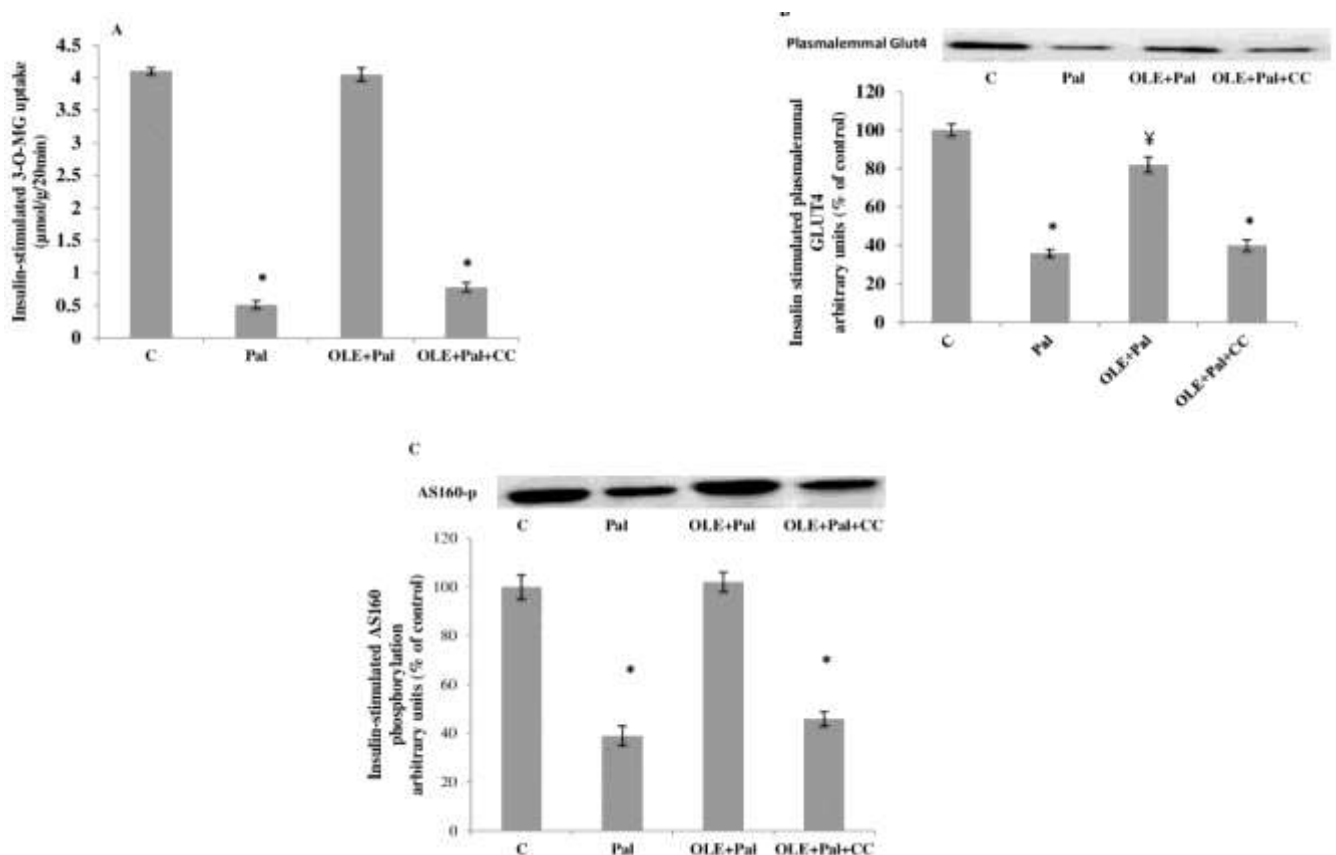 A
Insulin-stimulated 3-O-MG uptake
(µmol/g/20min)
4.5
4
3.5
3
2.5
2
1.5
1
0.5
0
*
*
C Pal OLE+Pal OLE+Pal+CC
Plasmalemmal Glut4
C Pal OLE+Pal OLE+Pal+CC
Insulin stimulated plasmalemmal
GLUT4
arbitrary units (% of control)
120
100
80
60
40
20
0
*
¥
*
C Pal OLE+Pal OLE+Pal+CC
C
AS160-p
C Pal OLE+Pal OLE+Pal+CC
Insulin-stimulated AS160
phosphorylation
arbitrary units (% of control)
120
100
80
60
40
20
0
*
*
C Pal OLE+Pal OLE+Pal+CC